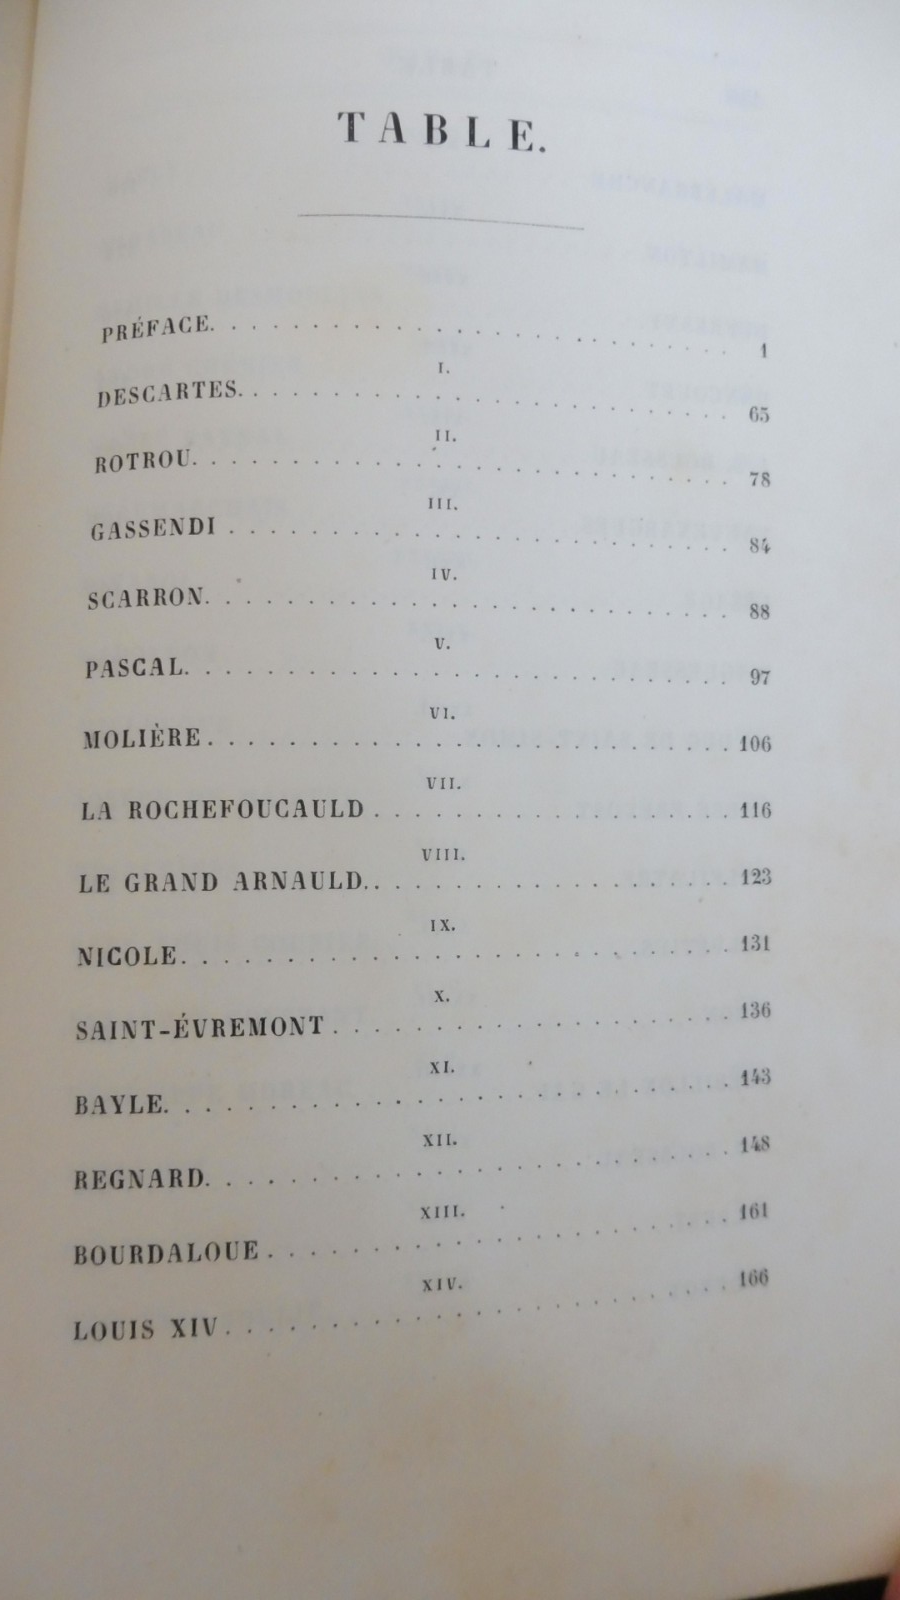 TABLE.
PRÉFACE. . . . . . . . . . . . . . . . . . . . . . . . 1
I.
DESCARTES. . . . . . . . . . . . . . . . . . . . . . . 65
II.
ROTROU. . . . . . . . . . . . . . . . . . . . . . . . 78
III.
GASSENDI . . . . . . . . . . . . . . . . . . . . . . . 84
IV.
SCARRON. . . . . . . . . . . . . . . . . . . . . . . . 88
V.
PASCAL. . . . . . . . . . . . . . . . . . . . . . . . 97
VI.
MOLIÈRE . . . . . . . . . . . . . . . . . . . . . . . 106
VII.
LA ROCHEFOUCAULD . . . . . . . . . . . . . . . . . 116
VIII.
LE GRAND ARNAULD. . . . . . . . . . . . . . . . . . 123
IX.
NICOLE. . . . . . . . . . . . . . . . . . . . . . . . 131
X.
SAINT-ÉVREMONT . . . . . . . . . . . . . . . . . . . 136
XI.
BAYLE. . . . . . . . . . . . . . . . . . . . . . . . . 143
XII.
REGNARD. . . . . . . . . . . . . . . . . . . . . . . . 148
XIII.
BOURDALOUE . . . . . . . . . . . . . . . . . . . . . . 161
XIV.
LOUIS XIV . . . . . . . . . . . . . . . . . . . . . . . 166